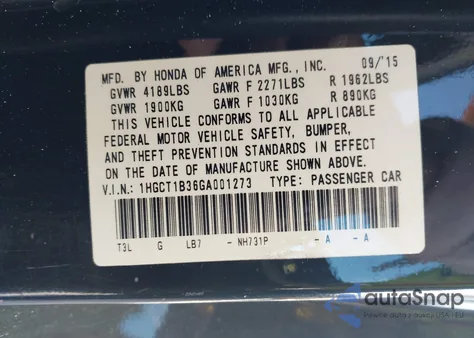 MFD. BY HONDA OF AMERICA MFG., INC. 09/'15
GVWR 4189LBS GAWR F 2271LBS R 1962LBS
GVWR 1900KG GAWR F 1030KG R 890KG
THIS VEHICLE CONFORMS TO ALL APPLICABLE
FEDERAL MOTOR VEHICLE SAFETY, BUMPER,
AND THEFT PREVENTION STANDARDS IN EFFECT
ON THE DATE OF MANUFACTURE SHOWN ABOVE.
V.I.N.: 1HGCT1B36GA001273 TYPE: PASSENGER CAR
T3L G LB7 - NH731P - A - A
autoSnap